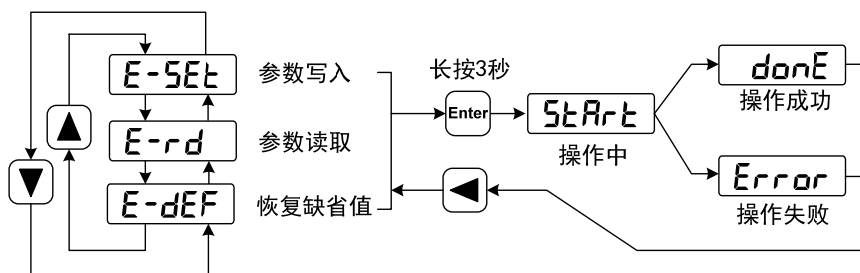 E-SEt 参数写入
E-rd 参数读取
E-dEF 恢复缺省值
长按3秒
Enter
StArt
操作中
donE
操作成功
Error
操作失败